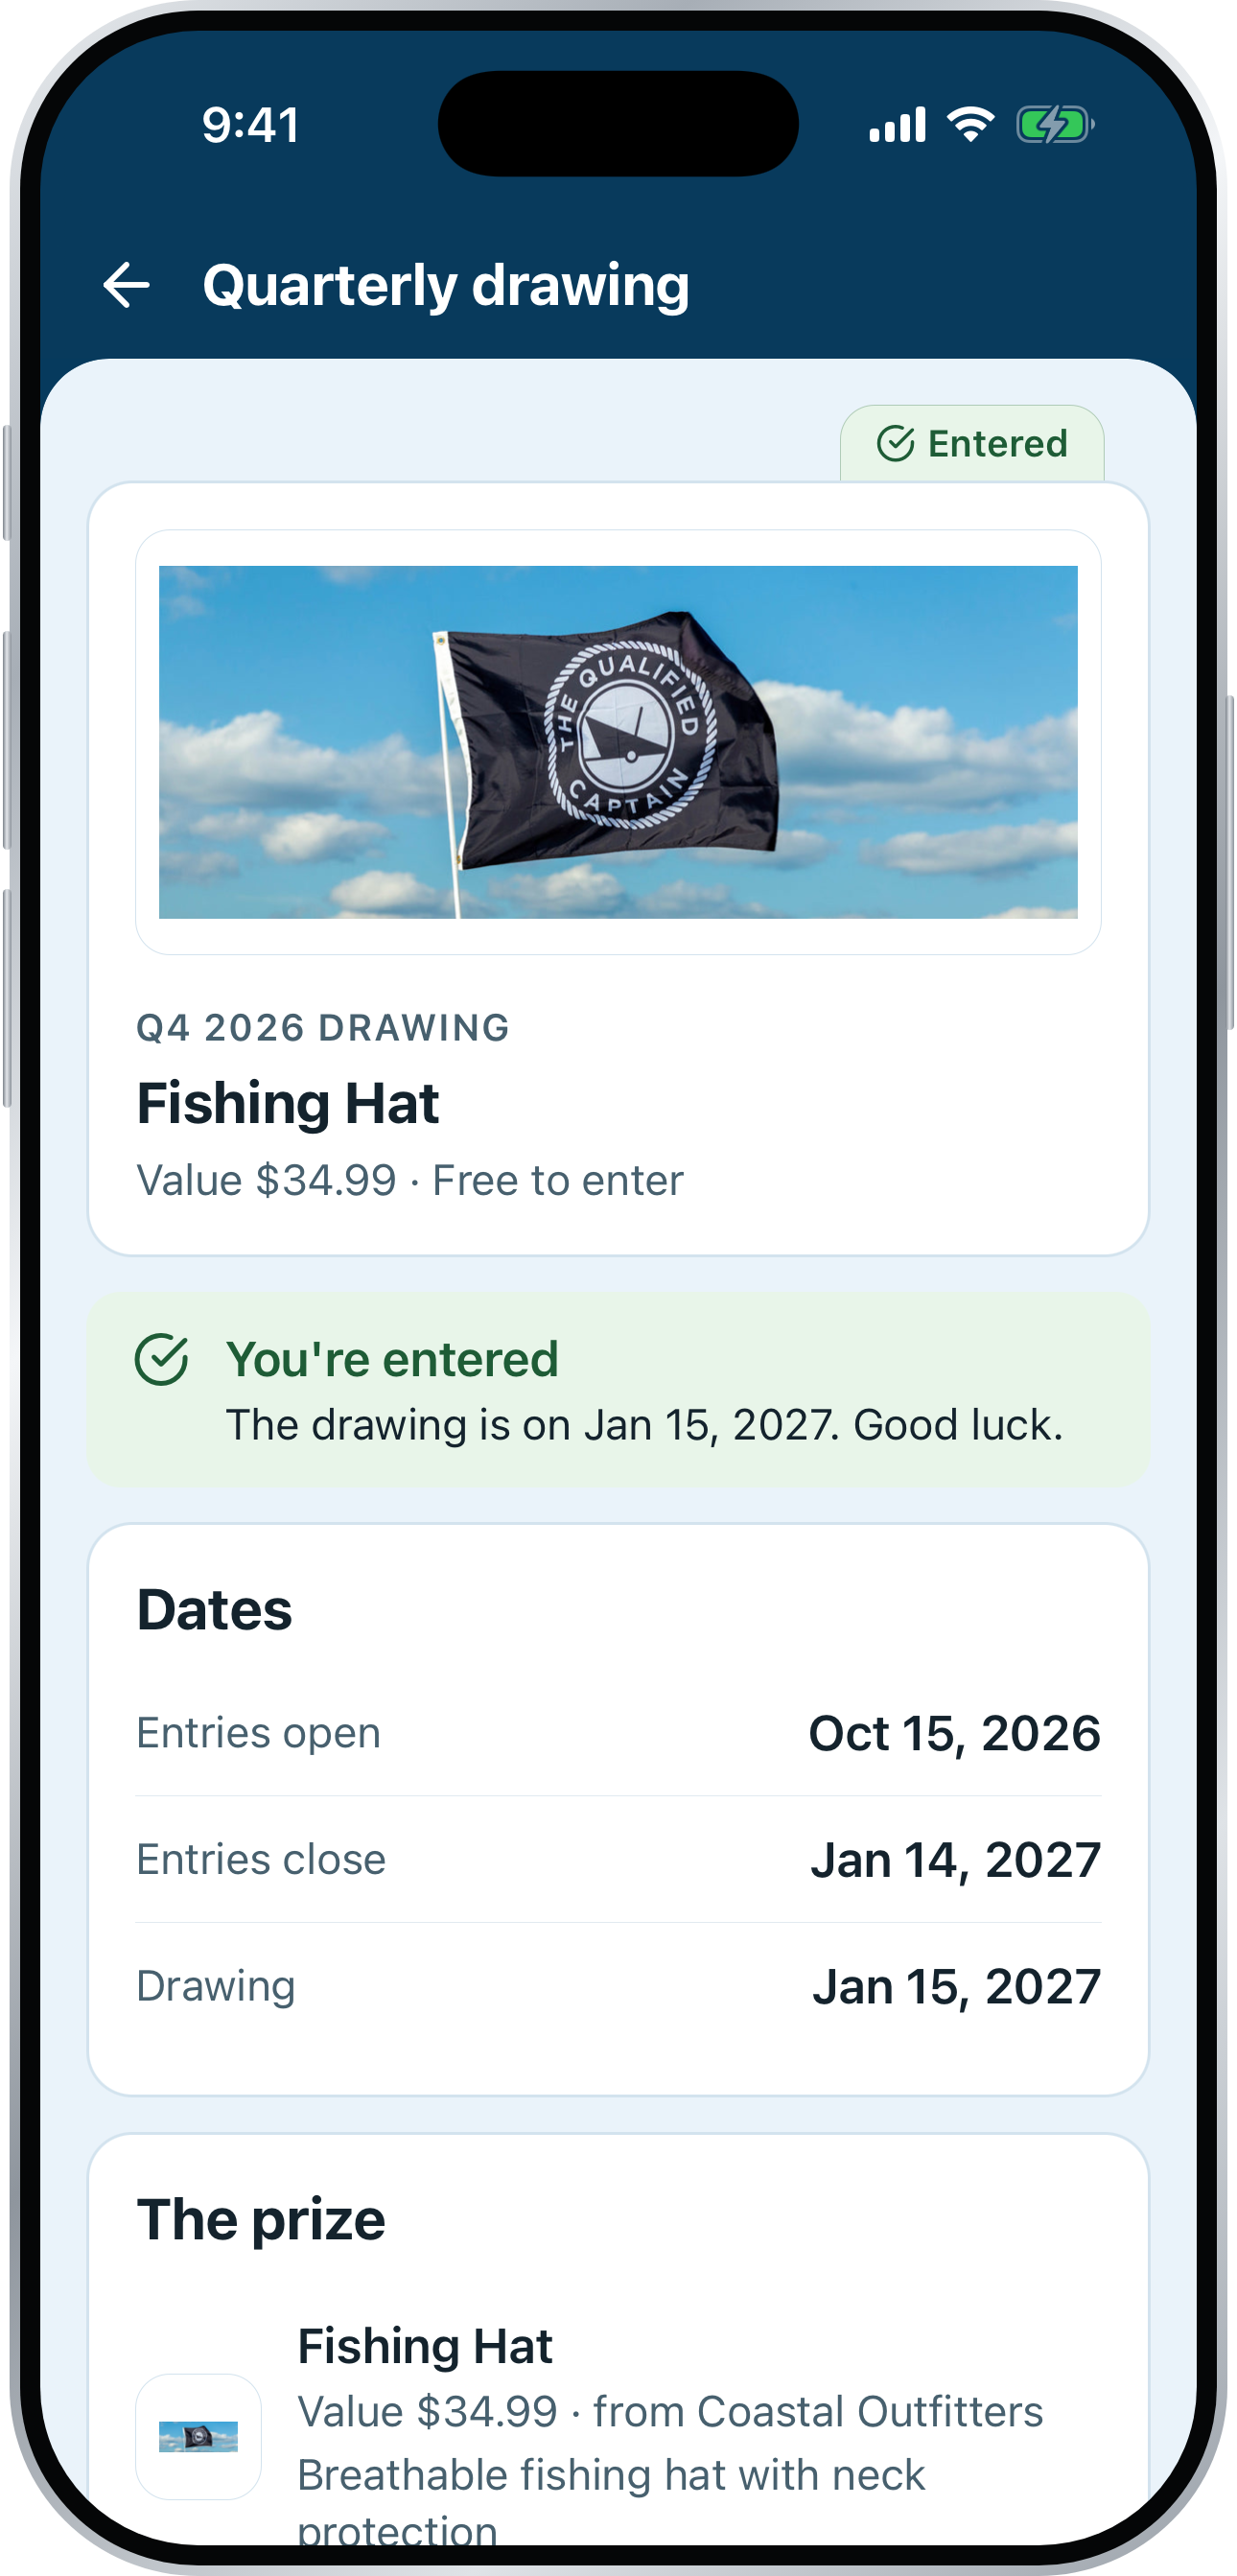 9:41
Quarterly drawing
Entered
THE QUALIFIED
CAPTAIN
Q4 2026 DRAWING
Fishing Hat
Value $34.99 · Free to enter
You're entered
The drawing is on Jan 15, 2027. Good luck.
Dates
Entries open Oct 15, 2026
Entries close Jan 14, 2027
Drawing Jan 15, 2027
The prize
Fishing Hat
Value $34.99 · from Coastal Outfitters
Breathable fishing hat with neck
protection